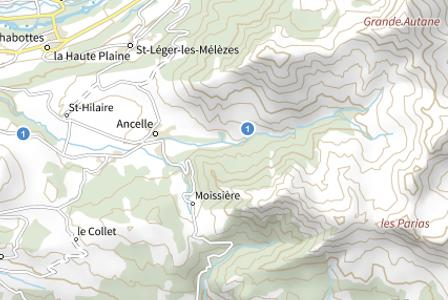 Grande Autane
habottes
St-Léger-les-Mélèzes
la Haute Plaine
St-Hilaire
Ancelle
1
1
Moissière
les Parias
le Collet